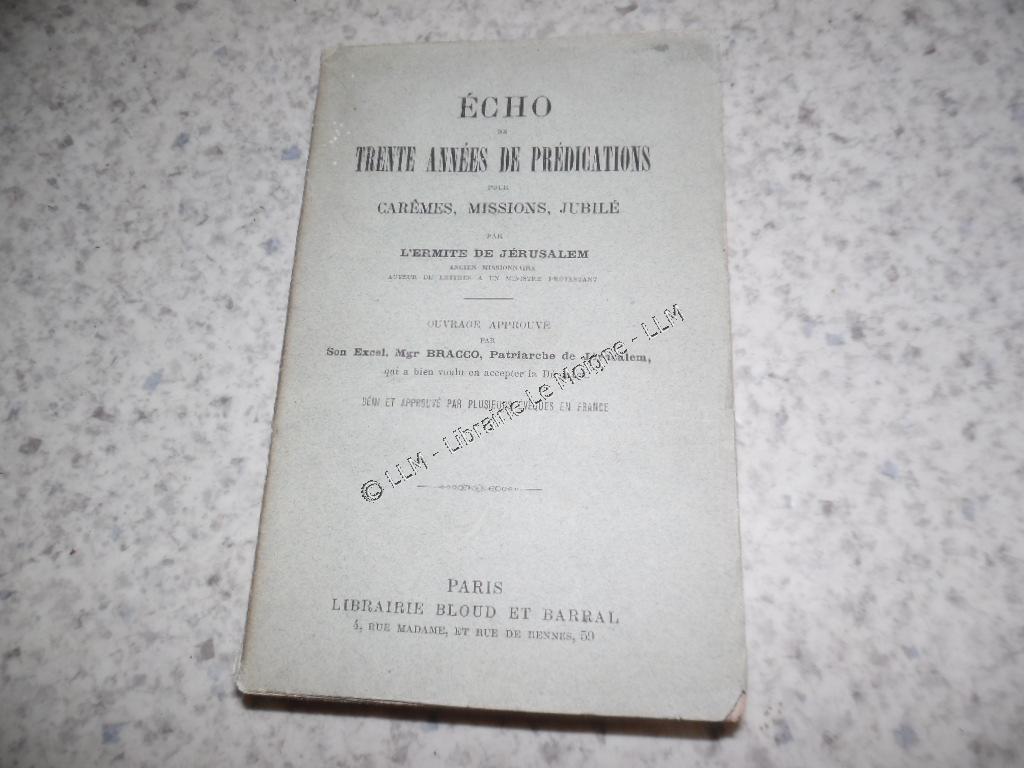 ÉCHO
DE
TRENTE ANNÉES DE PRÉDICATIONS
POUR
CARÊMES, MISSIONS, JUBILÉ
PAR
L'ERMITE DE JÉRUSALEM
ANCIEN MISSIONNAIRE
AUTEUR DE LETTRES A UN MINISTRE PROTESTANT
OUVRAGE APPROUVÉ
PAR
Son Excel. Mgr BRACCO, Patriarche de Jérusalem,
qui a bien voulu en accepter la
BÉNI ET APPROUVÉ PAR PLUSIEURS ÉVÊQUES EN FRANCE
© LLM - Librairie Le Moigne - LLM
PARIS
LIBRAIRIE BLOUD ET BARRAL
4, RUE MADAME, ET RUE DE RENNES, 59